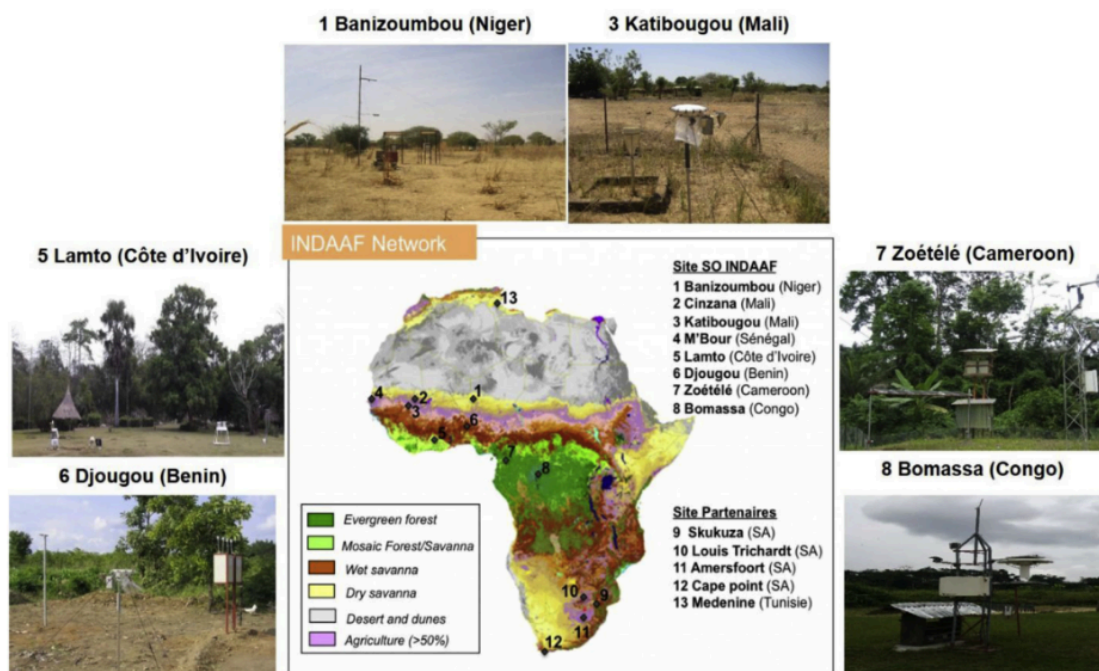 1 Banizoumbou (Niger)
3 Katibougou (Mali)
INDAAF Network
5 Lamto (Côte d'Ivoire)
7 Zoétélé (Cameroon)
6 Djougou (Benin)
8 Bomassa (Congo)
Site SO INDAAF
1 Banizoumbou (Niger)
2 Cinzana (Mali)
3 Katibougou (Mali)
4 M'Bour (Sénégal)
5 Lamto (Côte d'Ivoire)
6 Djougou (Benin)
7 Zoétélé (Cameroon)
8 Bomassa (Congo)
13
4
2
1
3
6
5
7
8
10
9
11
12
Evergreen forest
Mosaic Forest/Savanna
Wet savanna
Dry savanna
Desert and dunes
Agriculture (>50%)
Site Partenaires
9 Skukuza (SA)
10 Louis Trichardt (SA)
11 Amersfoort (SA)
12 Cape point (SA)
13 Medenine (Tunisie)